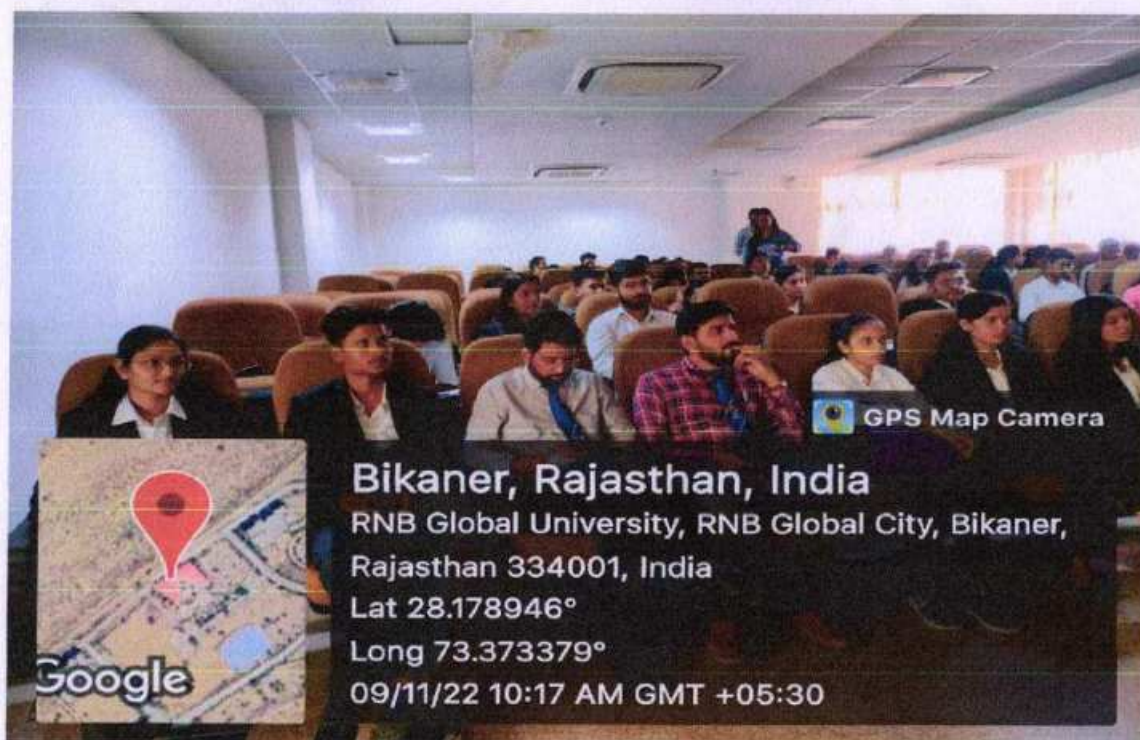 GPS Map Camera
Bikaner, Rajasthan, India
RNB Global University, RNB Global City, Bikaner,
Rajasthan 334001, India
Lat 28.178946°
Long 73.373379°
09/11/22 10:17 AM GMT +05:30
Google